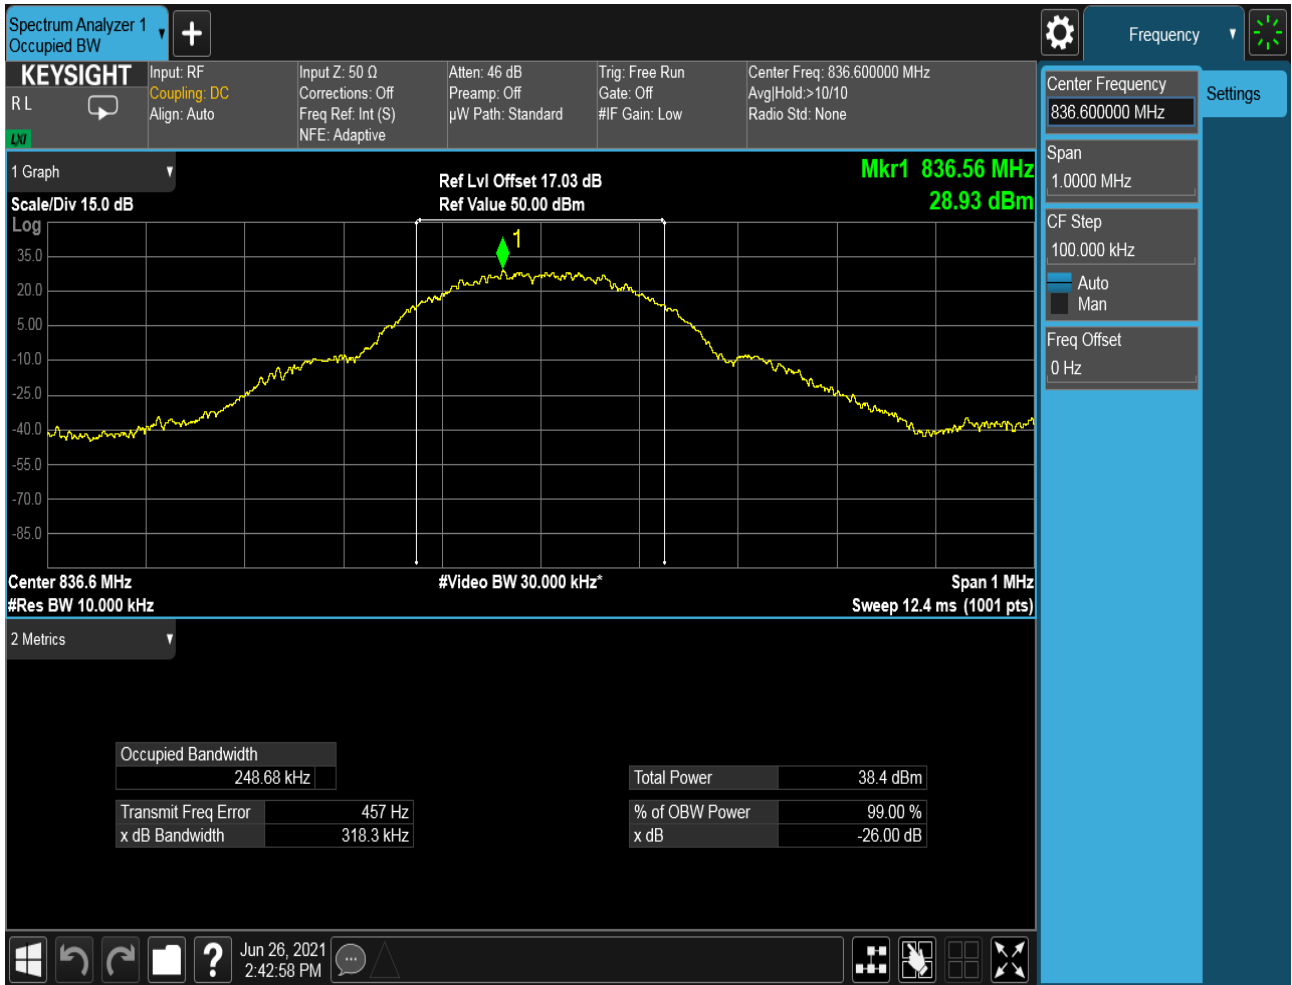 Spectrum Analyzer 1
Occupied BW
Frequency
KEYSIGHT
R L
LXI
Input: RF
Coupling: DC
Align: Auto
Input Z: 50 Ω
Corrections: Off
Freq Ref: Int (S)
NFE: Adaptive
Atten: 46 dB
Preamp: Off
µW Path: Standard
Trig: Free Run
Gate: Off
#IF Gain: Low
Center Freq: 836.600000 MHz
Avg|Hold:>10/10
Radio Std: None
Center Frequency
836.600000 MHz
Settings
Span
1.0000 MHz
CF Step
100.000 kHz
Auto
Man
Freq Offset
0 Hz
1 Graph
Scale/Div 15.0 dB
Log
Ref Lvl Offset 17.03 dB
Ref Value 50.00 dBm
Mkr1 836.56 MHz
28.93 dBm
1
35.0
20.0
5.00
-10.0
-25.0
-40.0
-55.0
-70.0
-85.0
Center 836.6 MHz
#Video BW 30.000 kHz*
Span 1 MHz
#Res BW 10.000 kHz
Sweep 12.4 ms (1001 pts)
2 Metrics
Occupied Bandwidth
248.68 kHz
Transmit Freq Error 457 Hz
x dB Bandwidth 318.3 kHz
Total Power 38.4 dBm
% of OBW Power 99.00 %
x dB -26.00 dB
?
Jun 26, 2021
2:42:58 PM